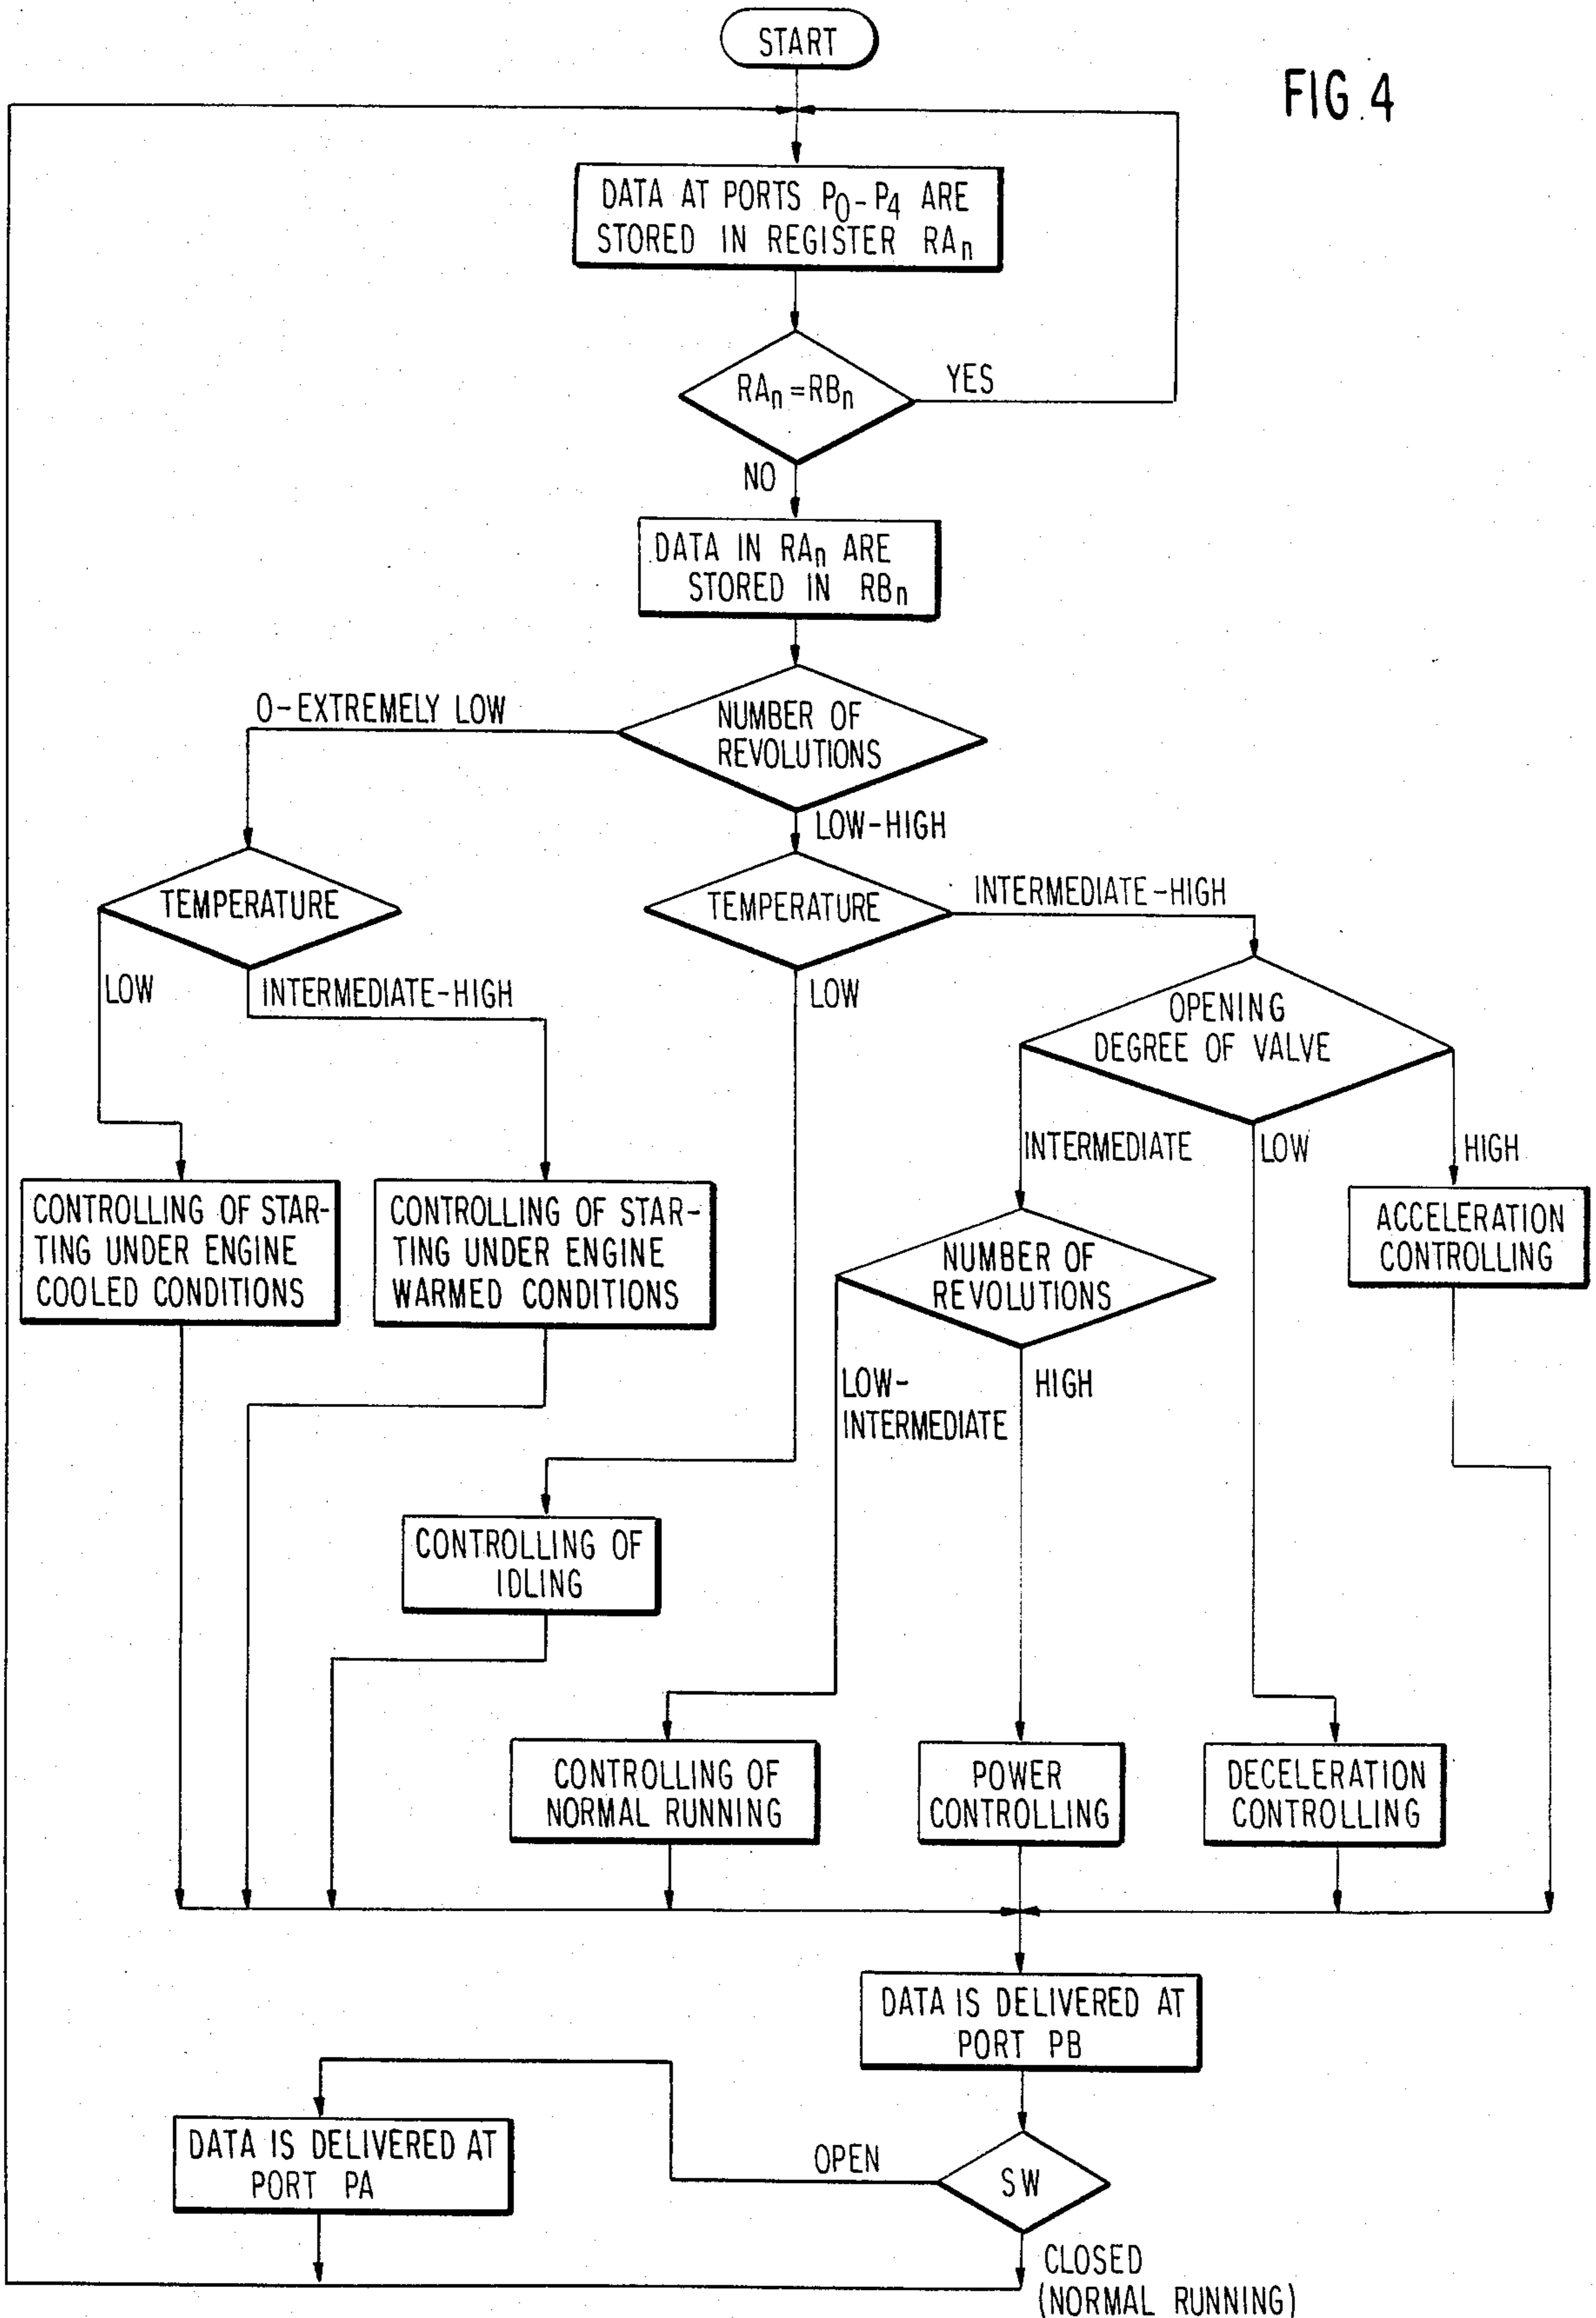 START
FIG.4
DATA AT PORTS P0-P4 ARE
STORED IN REGISTER RAn
RAn=RBn
YES
NO
DATA IN RAn ARE
STORED IN RBn
0-EXTREMELY LOW
NUMBER OF
REVOLUTIONS
LOW-HIGH
TEMPERATURE
TEMPERATURE
INTERMEDIATE-HIGH
LOW
INTERMEDIATE-HIGH
LOW
OPENING
DEGREE OF VALVE
INTERMEDIATE
LOW
HIGH
CONTROLLING OF STAR-
TING UNDER ENGINE
COOLED CONDITIONS
CONTROLLING OF STAR-
TING UNDER ENGINE
WARMED CONDITIONS
NUMBER OF
REVOLUTIONS
ACCELERATION
CONTROLLING
LOW-
INTERMEDIATE
HIGH
CONTROLLING OF
IDLING
CONTROLLING OF
NORMAL RUNNING
POWER
CONTROLLING
DECELERATION
CONTROLLING
DATA IS DELIVERED AT
PORT PB
DATA IS DELIVERED AT
PORT PA
OPEN
SW
CLOSED
(NORMAL RUNNING)